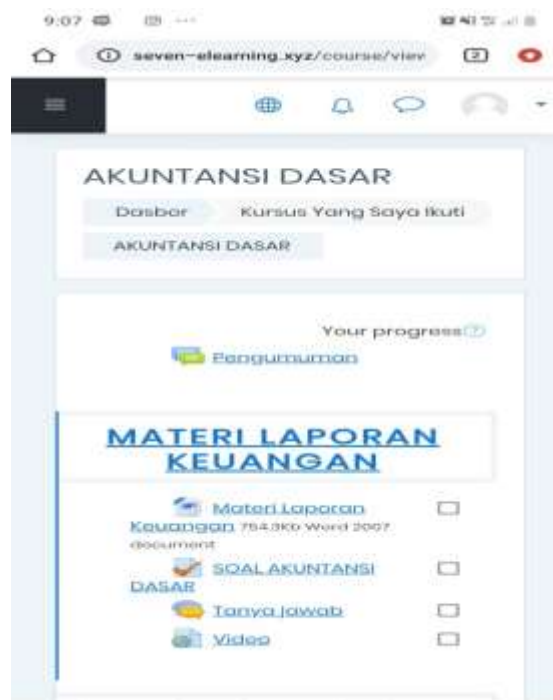 9:07
seven-elearning.xyz/course/view
2
AKUNTANSI DASAR
Dasbor Kursus Yang Saya Ikuti
AKUNTANSI DASAR
Your progress
Pengumuman
MATERI LAPORAN
KEUANGAN
Materi Laporan
Keuangan 754.3Kb Word 2007
document
SOAL AKUNTANSI
DASAR
Tanya Jawab
Video